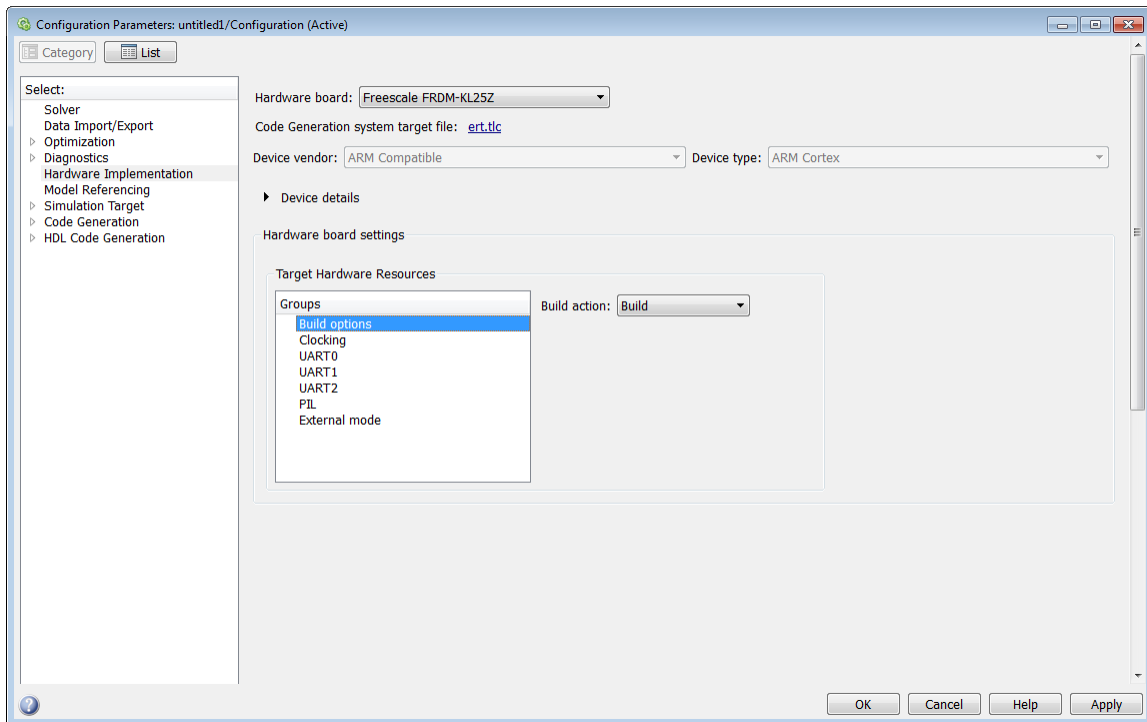 Configuration Parameters: untitled1/Configuration (Active)
Category List
Select:
Solver
Data Import/Export
Optimization
Diagnostics
Hardware Implementation
Model Referencing
Simulation Target
Code Generation
HDL Code Generation
Hardware board: Freescale FRDM-KL25Z
Code Generation system target file: ert.tlc
Device vendor: ARM Compatible Device type: ARM Cortex
Device details
Hardware board settings
Target Hardware Resources
Groups
Build options
Clocking
UART0
UART1
UART2
PIL
External mode
Build action: Build
OK Cancel Help Apply